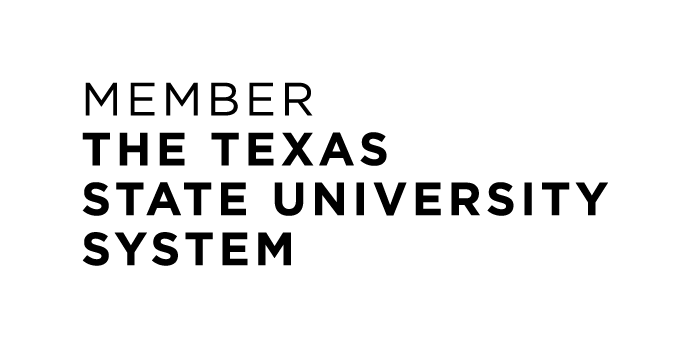 MEMBER
THE TEXAS
STATE UNIVERSITY
SYSTEM